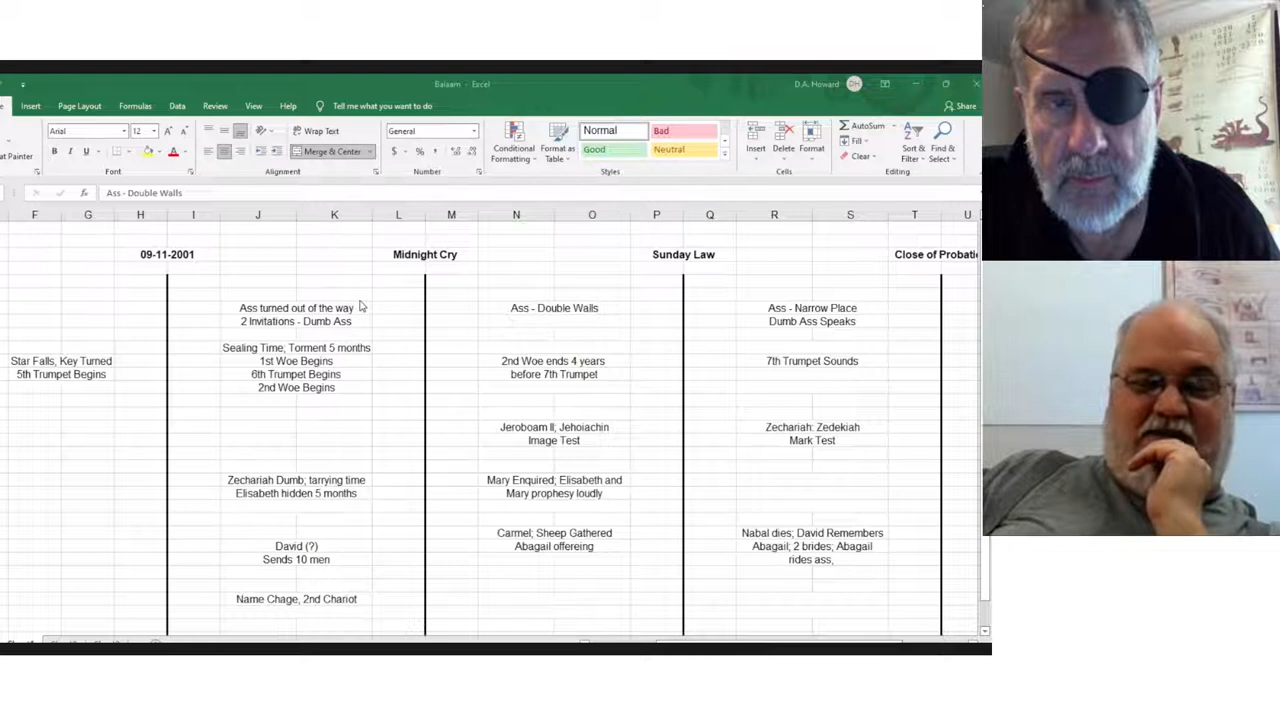 Balaam - Excel
D.A. Howard DH
Insert Page Layout Formulas Data Review View Help Tell me what you want to do Share
Arial 12 Wrap Text General Normal Bad AutoSum
Fill
Painter Merge & Center Conditional Formatting Format as Table Good Neutral Insert Delete Format Clear Sort & Filter Find & Select
Font Alignment Number Styles Cells Editing
fx Ass - Double Walls
F G H I J K L M N O P Q R S T U
09-11-2001 Midnight Cry Sunday Law Close of Probati
Ass turned out of the way Ass - Double Walls Ass - Narrow Place
2 Invitations - Dumb Ass Dumb Ass Speaks
Sealing Time; Torment 5 months
Star Falls, Key Turned 1st Woe Begins 2nd Woe ends 4 years 7th Trumpet Sounds
5th Trumpet Begins 6th Trumpet Begins before 7th Trumpet
2nd Woe Begins
Jeroboam II; Jehoiachin Zechariah: Zedekiah
Image Test Mark Test
Zechariah Dumb; tarrying time Mary Enquired; Elisabeth and
Elisabeth hidden 5 months Mary prophesy loudly
Carmel; Sheep Gathered Nabal dies; David Remembers
David (?) Abagail offereing Abagail; 2 brides; Abagail
Sends 10 men rides ass,
Name Chage, 2nd Chariot